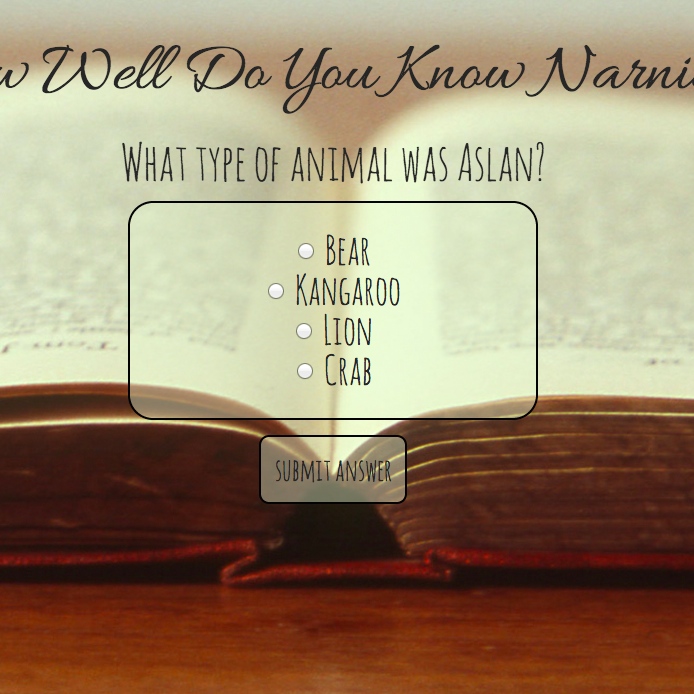 w Well Do You Know Narni
What type of animal was Aslan?
Bear
Kangaroo
Lion
Crab
submit answer